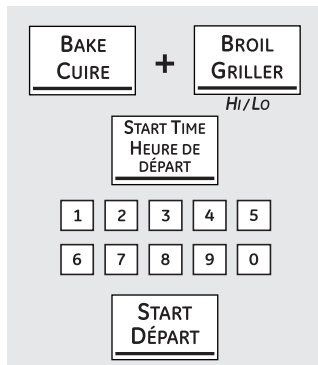 BAKE + BROIL
CUIRE GRILLER
HI/LO
START TIME
HEURE DE
DÉPART
1 2 3 4 5
6 7 8 9 0
START
DÉPART